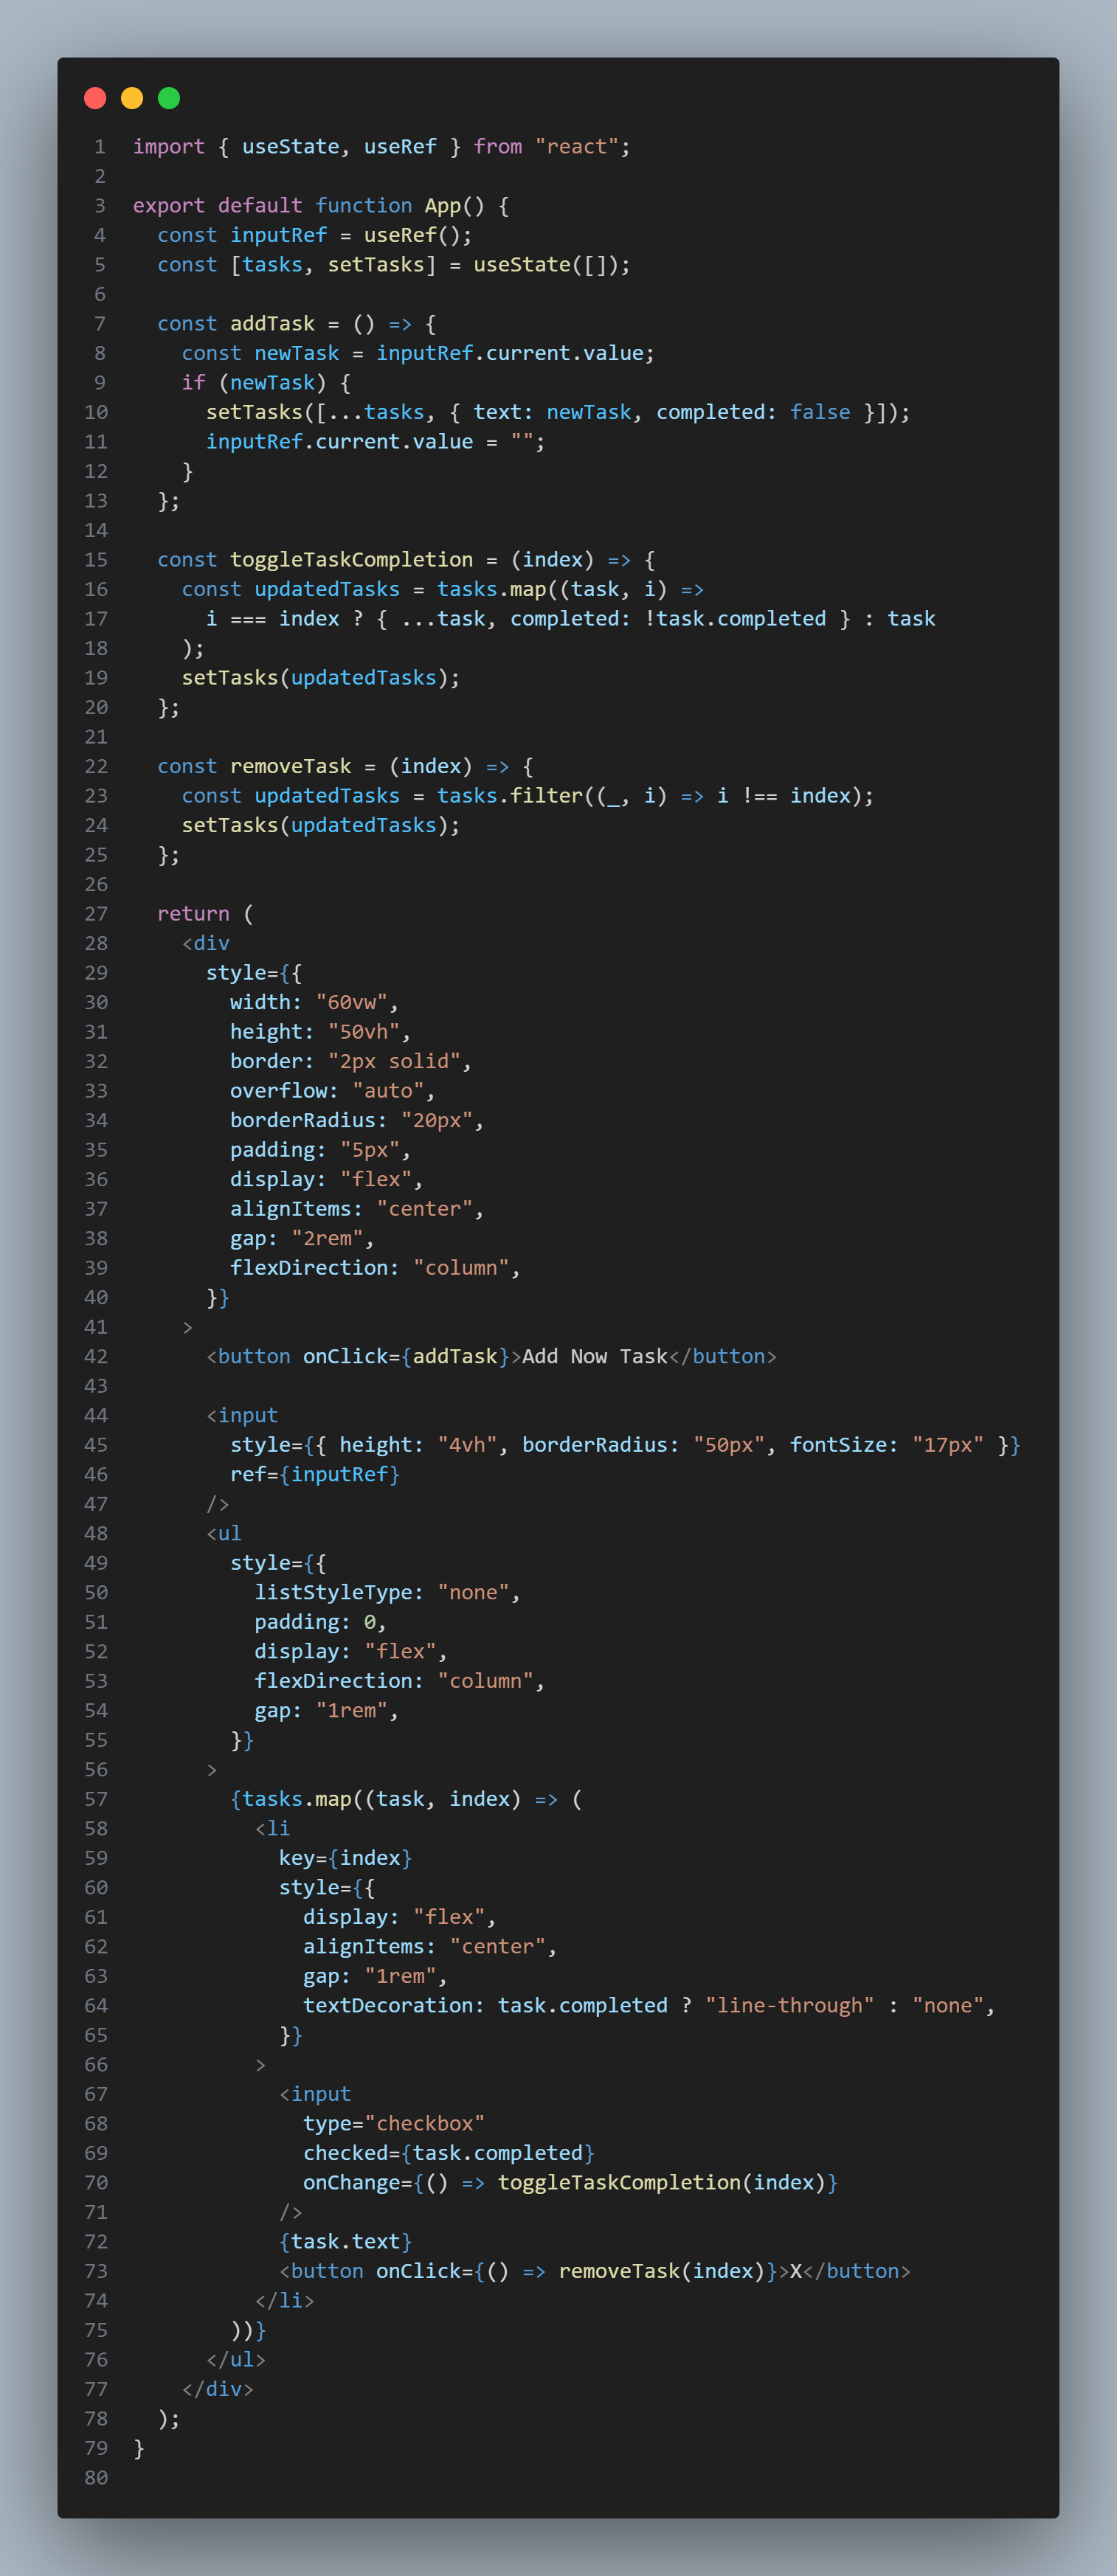 1 import { useState, useRef } from "react";
2
3 export default function App() {
4   const inputRef = useRef();
5   const [tasks, setTasks] = useState([]);
6
7   const addTask = () => {
8     const newTask = inputRef.current.value;
9     if (newTask) {
10       setTasks([...tasks, { text: newTask, completed: false }]);
11       inputRef.current.value = "";
12     }
13   };
14
15   const toggleTaskCompletion = (index) => {
16     const updatedTasks = tasks.map((task, i) =>
17       i === index ? { ...task, completed: !task.completed } : task
18     );
19     setTasks(updatedTasks);
20   };
21
22   const removeTask = (index) => {
23     const updatedTasks = tasks.filter((_, i) => i !== index);
24     setTasks(updatedTasks);
25   };
26
27   return (
28     <div
29       style={{
30         width: "60vw",
31         height: "50vh",
32         border: "2px solid",
33         overflow: "auto",
34         borderRadius: "20px",
35         padding: "5px",
36         display: "flex",
37         alignItems: "center",
38         gap: "2rem",
39         flexDirection: "column",
40       }}
41     >
42       <button onClick={addTask}>Add Now Task</button>
43
44       <input
45         style={{ height: "4vh", borderRadius: "50px", fontSize: "17px" }}
46         ref={inputRef}
47       />
48       <ul
49         style={{
50           listStyleType: "none",
51           padding: 0,
52           display: "flex",
53           flexDirection: "column",
54           gap: "1rem",
55         }}
56       >
57         {tasks.map((task, index) => (
58           <li
59             key={index}
60             style={{
61               display: "flex",
62               alignItems: "center",
63               gap: "1rem",
64               textDecoration: task.completed ? "line-through" : "none",
65             }}
66           >
67             <input
68               type="checkbox"
69               checked={task.completed}
70               onChange={() => toggleTaskCompletion(index)}
71             />
72             {task.text}
73             <button onClick={() => removeTask(index)}>X</button>
74           </li>
75         ))}
76       </ul>
77     </div>
78   );
79 }
80